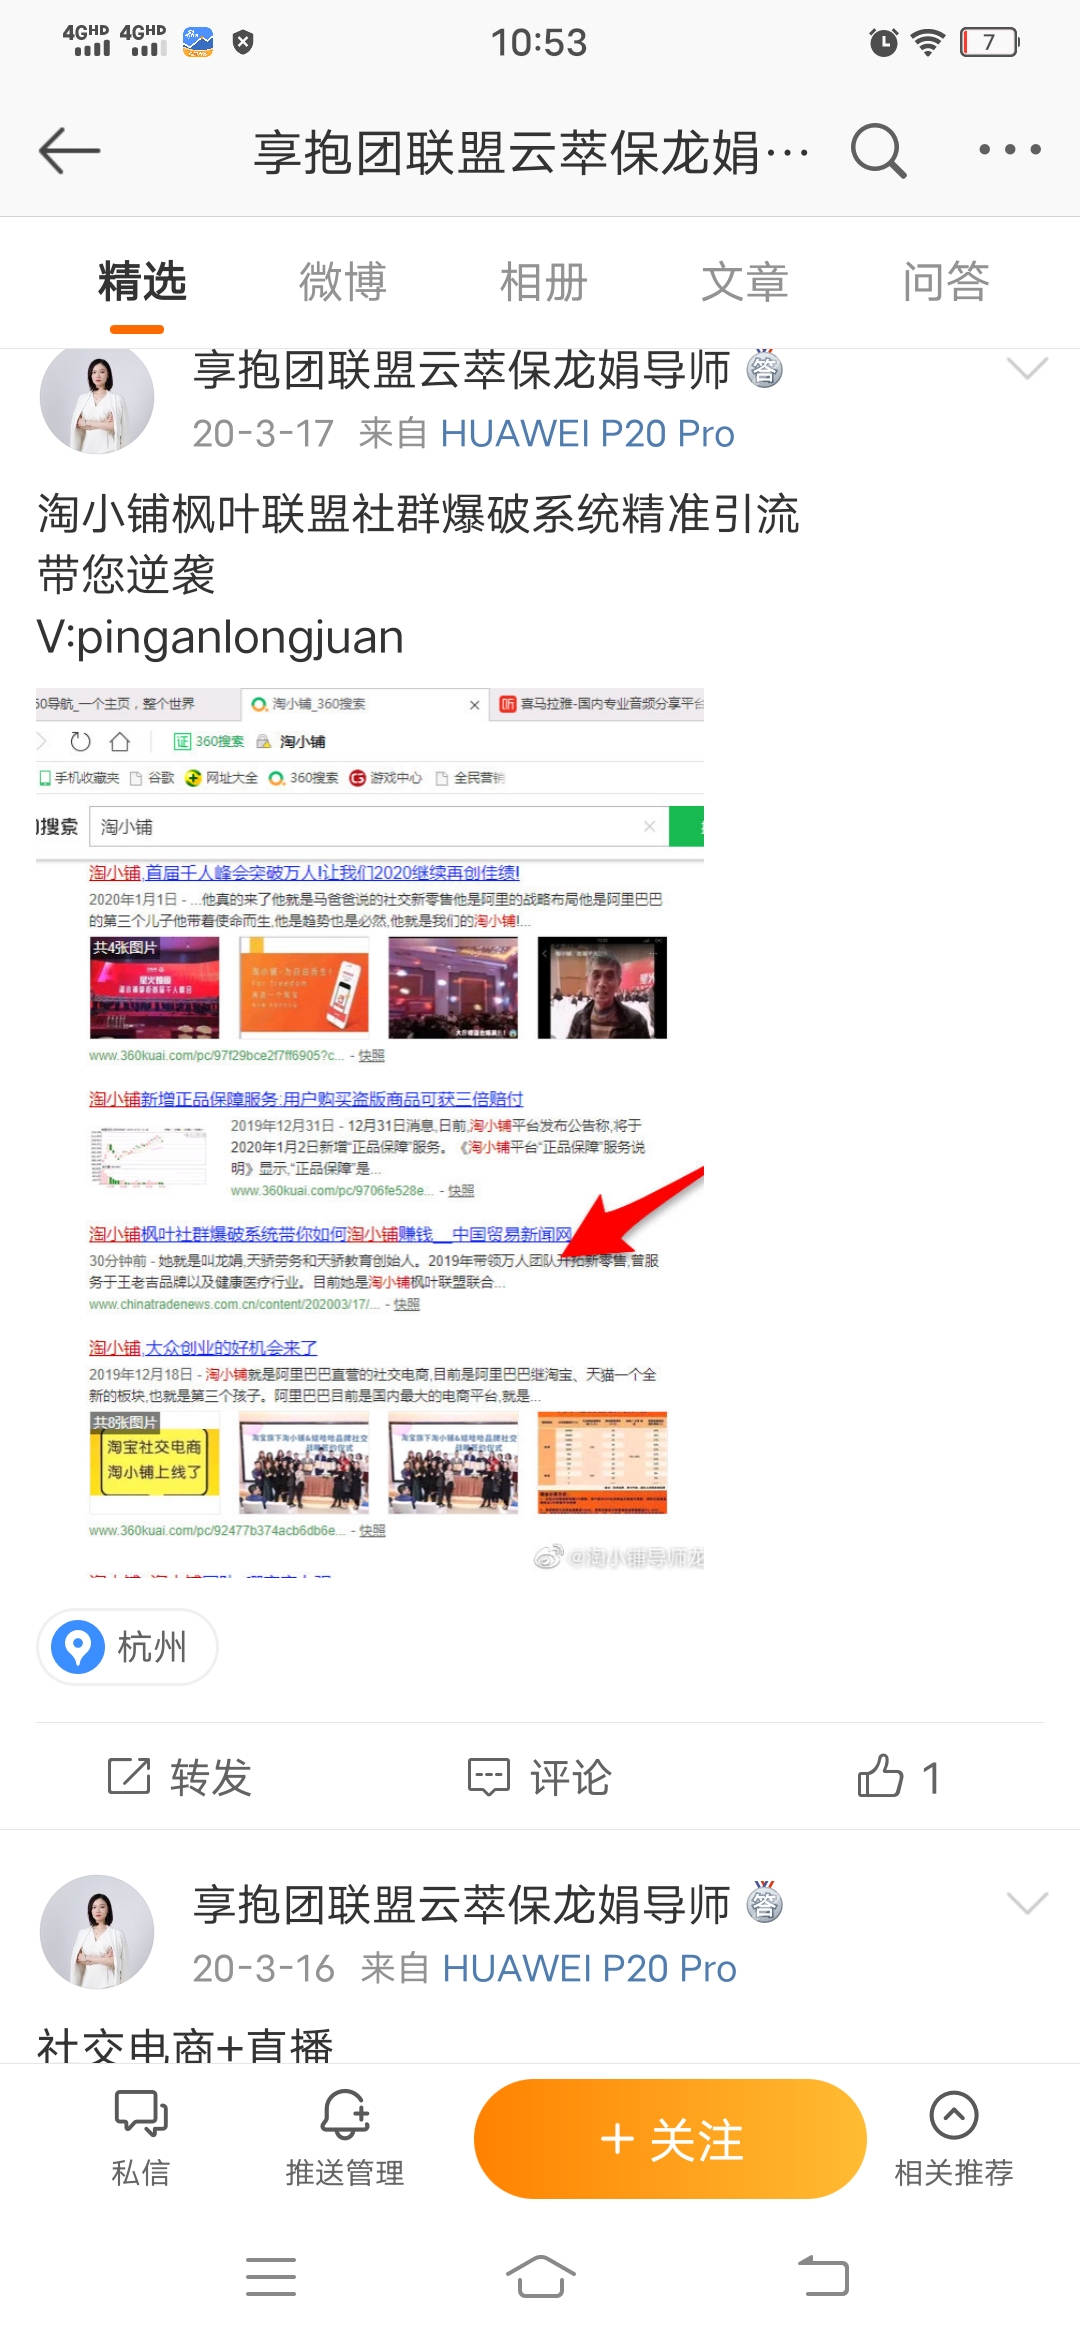 4GHD 4GHD
10:53
7
享抱团联盟云萃保龙娟…
精选 微博 相册 文章 问答
享抱团联盟云萃保龙娟导师 答
20-3-17 来自 HUAWEI P20 Pro
淘小铺枫叶联盟社群爆破系统精准引流
带您逆袭
V:pinganlongjuan
60导航_一个主页，整个世界 淘小铺_360搜索 × 听 喜马拉雅-国内专业音频分享平台
证 360搜索 淘小铺
手机收藏夹 谷歌 网址大全 360搜索 游戏中心 全民营销
搜索 淘小铺 ×
淘小铺,首届千人峰会突破万人!让我们2020继续再创佳绩!
2020年1月1日 - ...他真的来了他就是马爸爸说的社交新零售他是阿里的战略布局他是阿里巴巴
的第三个儿子他带着使命而生,他是趋势也是必然,他就是我们的淘小铺!...
共4张图片
www.360kuai.com/pc/97f29bce2f7ff6905?c... - 快照
淘小铺新增正品保障服务:用户购买盗版商品可获三倍赔付
2019年12月31日 - 12月31日消息,日前,淘小铺平台发布公告称,将于
2020年1月2日新增“正品保障”服务。《淘小铺平台“正品保障”服务说
明》显示,“正品保障”是...
www.360kuai.com/pc/9706fe528e... - 快照
淘小铺枫叶社群爆破系统带你如何淘小铺赚钱__中国贸易新闻网
30分钟前 - 她就是叫龙娟,天骄劳务和天骄教育创始人。2019年带领万人团队开拓新零售,曾服
务于王老吉品牌以及健康医疗行业。目前她是淘小铺枫叶联盟联合...
www.chinatradenews.com.cn/content/202003/17/... - 快照
淘小铺,大众创业的好机会来了
2019年12月18日 - 淘小铺就是阿里巴巴直营的社交电商,目前是阿里巴巴继淘宝、天猫一个全
新的板块,也就是第三个孩子。阿里巴巴目前是国内最大的电商平台,就是...
共8张图片
淘宝社交电商
淘小铺上线了
www.360kuai.com/pc/92477b374acb6db6e... - 快照
@淘小铺导师龙
杭州
转发 评论 1
享抱团联盟云萃保龙娟导师 答
20-3-16 来自 HUAWEI P20 Pro
社交电商+直播
私信 推送管理 + 关注 相关推荐